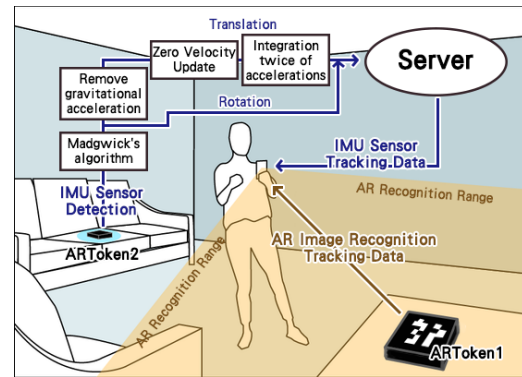 Translation
Zero Velocity
Update
Integration
twice of
accelerations
Server
Remove
gravitational
acceleration
Rotation
Madgwick's
algorithm
IMU Sensor
Tracking Data
IMU Sensor
Detection
AR Recognition Range
ARToken2
AR Recognition Range
AR Image Recognition
Tracking Data
ARToken1